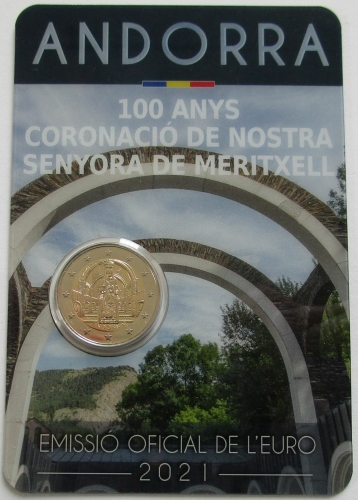 ANDORRA
100 ANYS
CORONACIÓ DE NOSTRA
SENYORA DE MERITXELL
EMISSIÓ OFICIAL DE L'EURO
2021